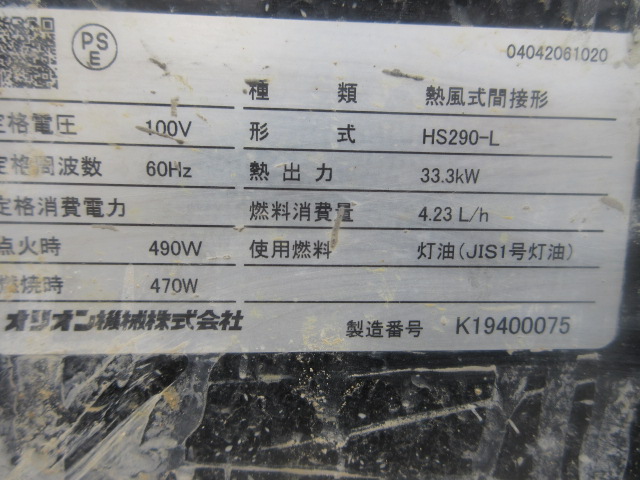 PS
E
04042061020
種類 熱風式間接形
定格電圧 100V 形式 HS290-L
定格周波数 60Hz 熱出力 33.3kW
定格消費電力 燃料消費量 4.23 L/h
点火時 490W 使用燃料 灯油(JIS1号灯油)
燃焼時 470W
オリオン機械株式会社 製造番号 K19400075